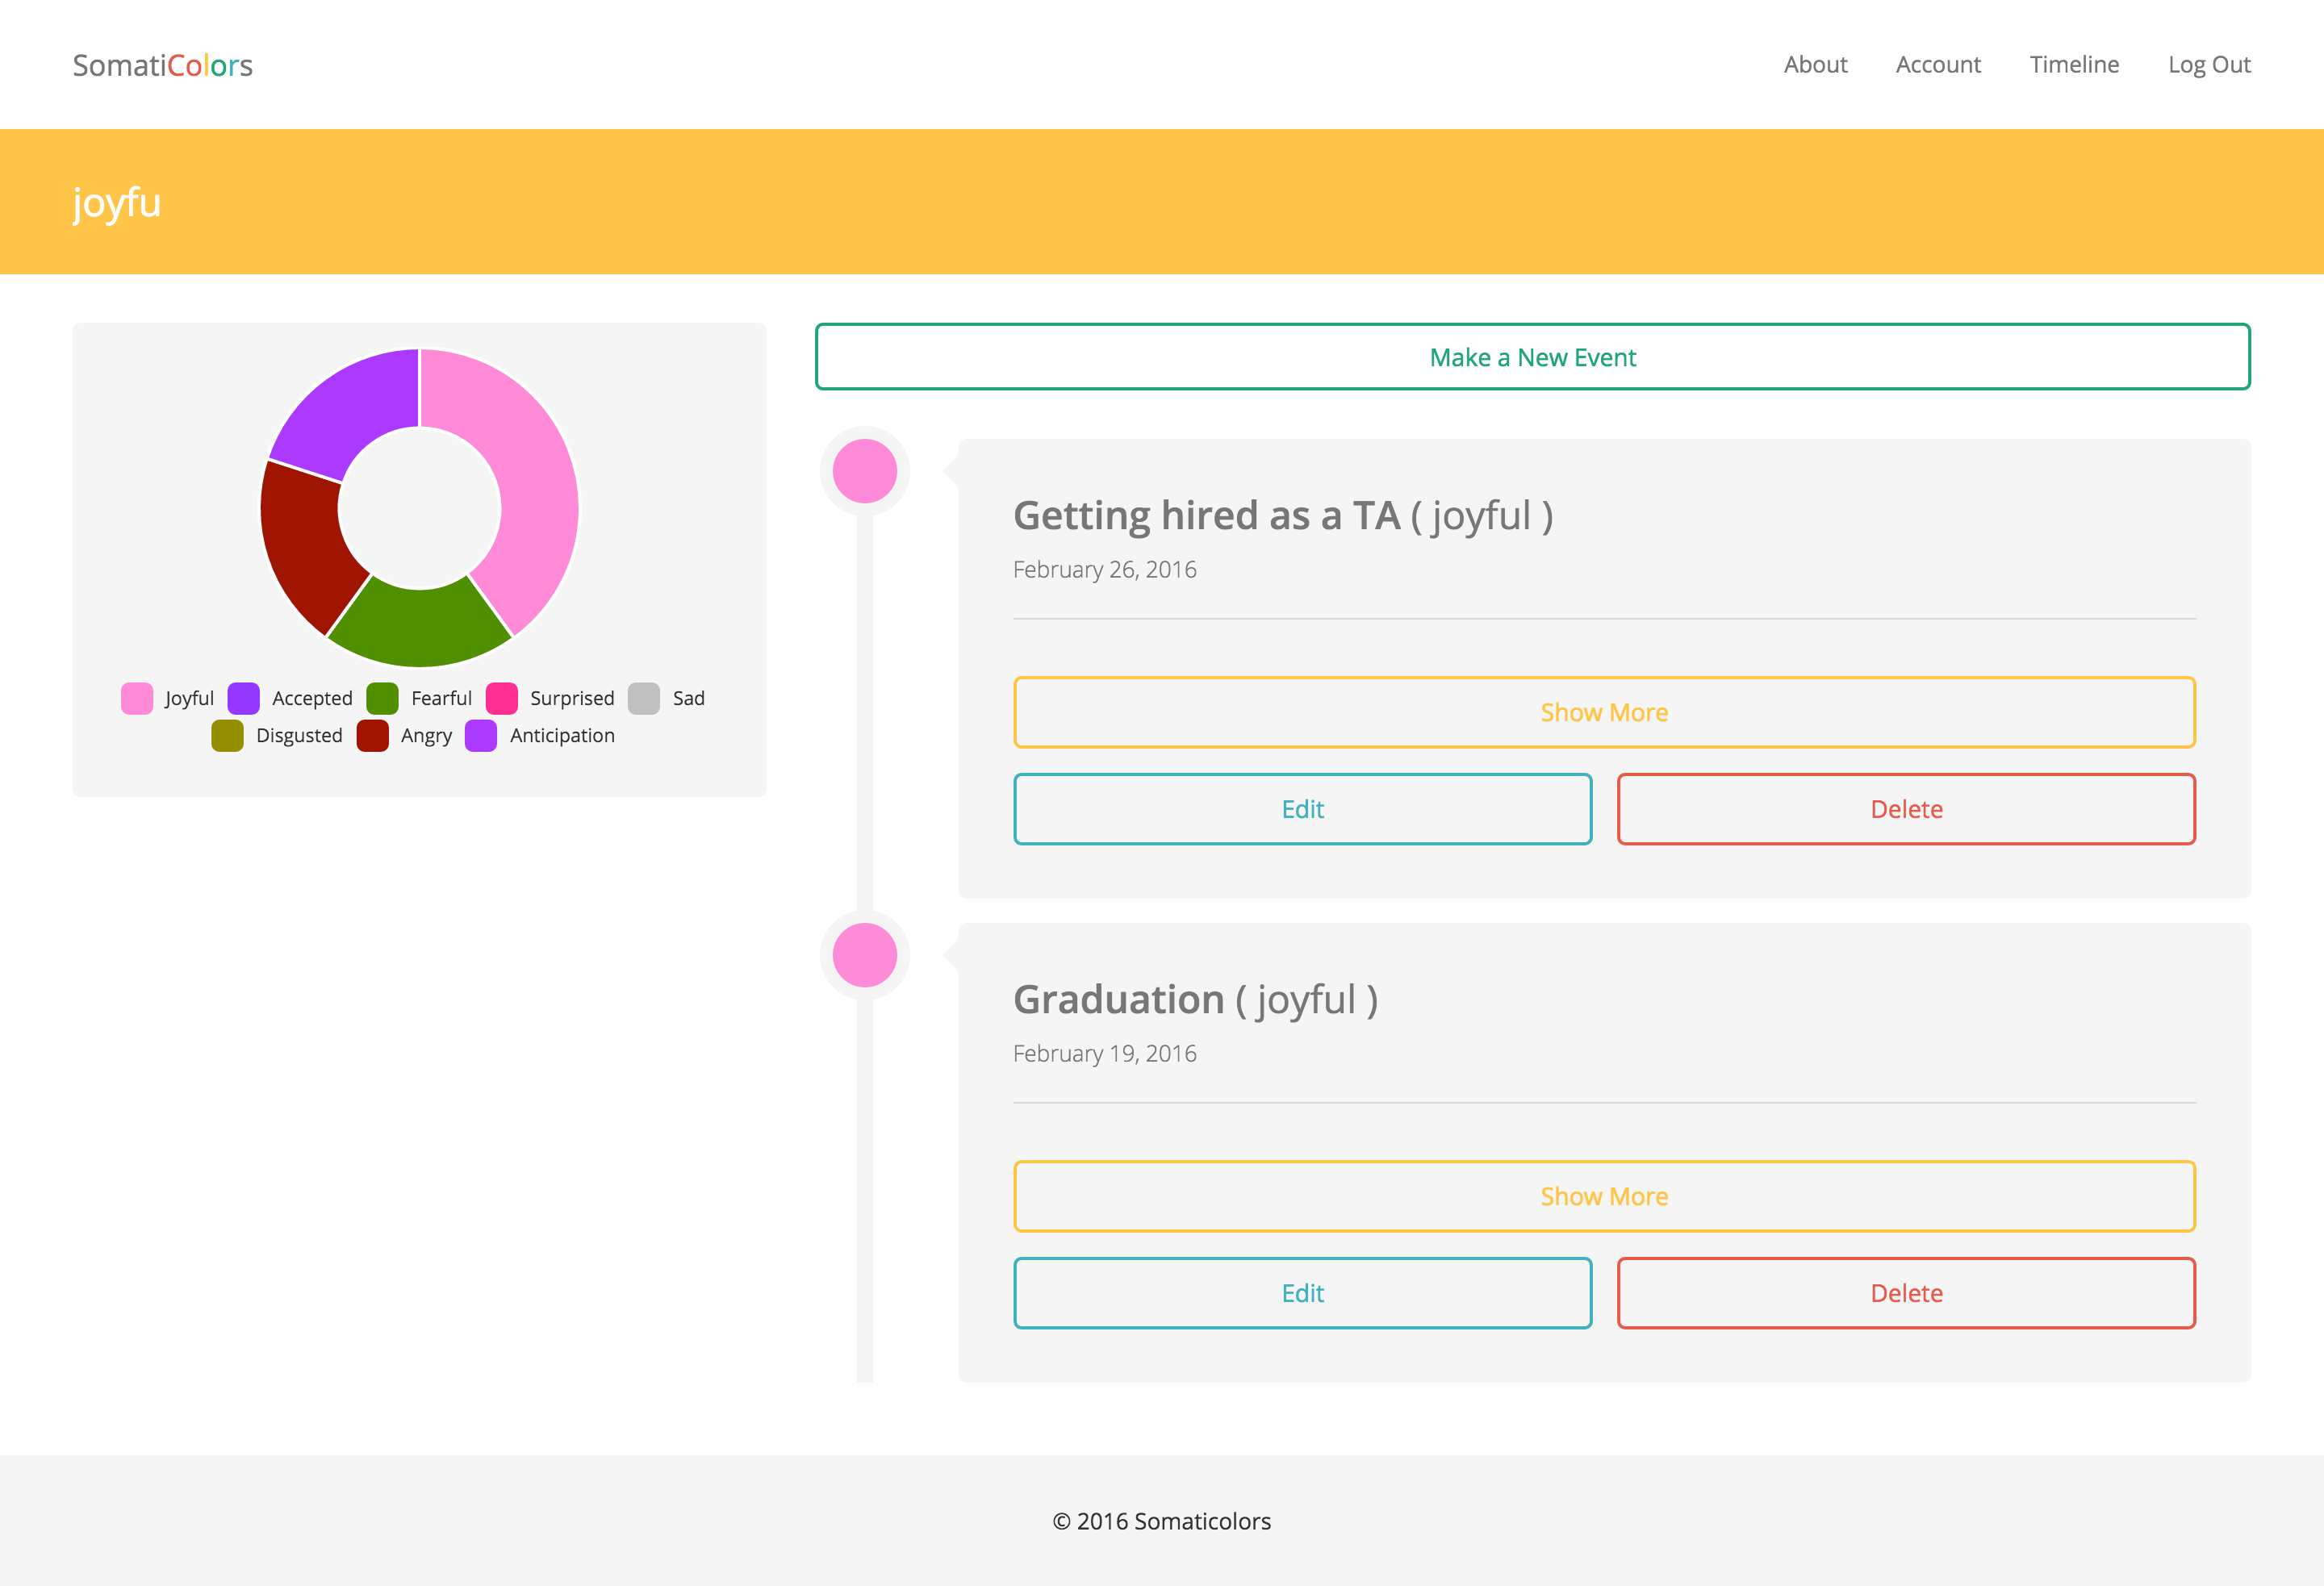 SomatiColors
About Account Timeline Log Out
joyfu
Joyful Accepted Fearful Surprised Sad
Disgusted Angry Anticipation
Make a New Event
Getting hired as a TA ( joyful )
February 26, 2016
Show More
Edit Delete
Graduation ( joyful )
February 19, 2016
Show More
Edit Delete
© 2016 Somaticolors